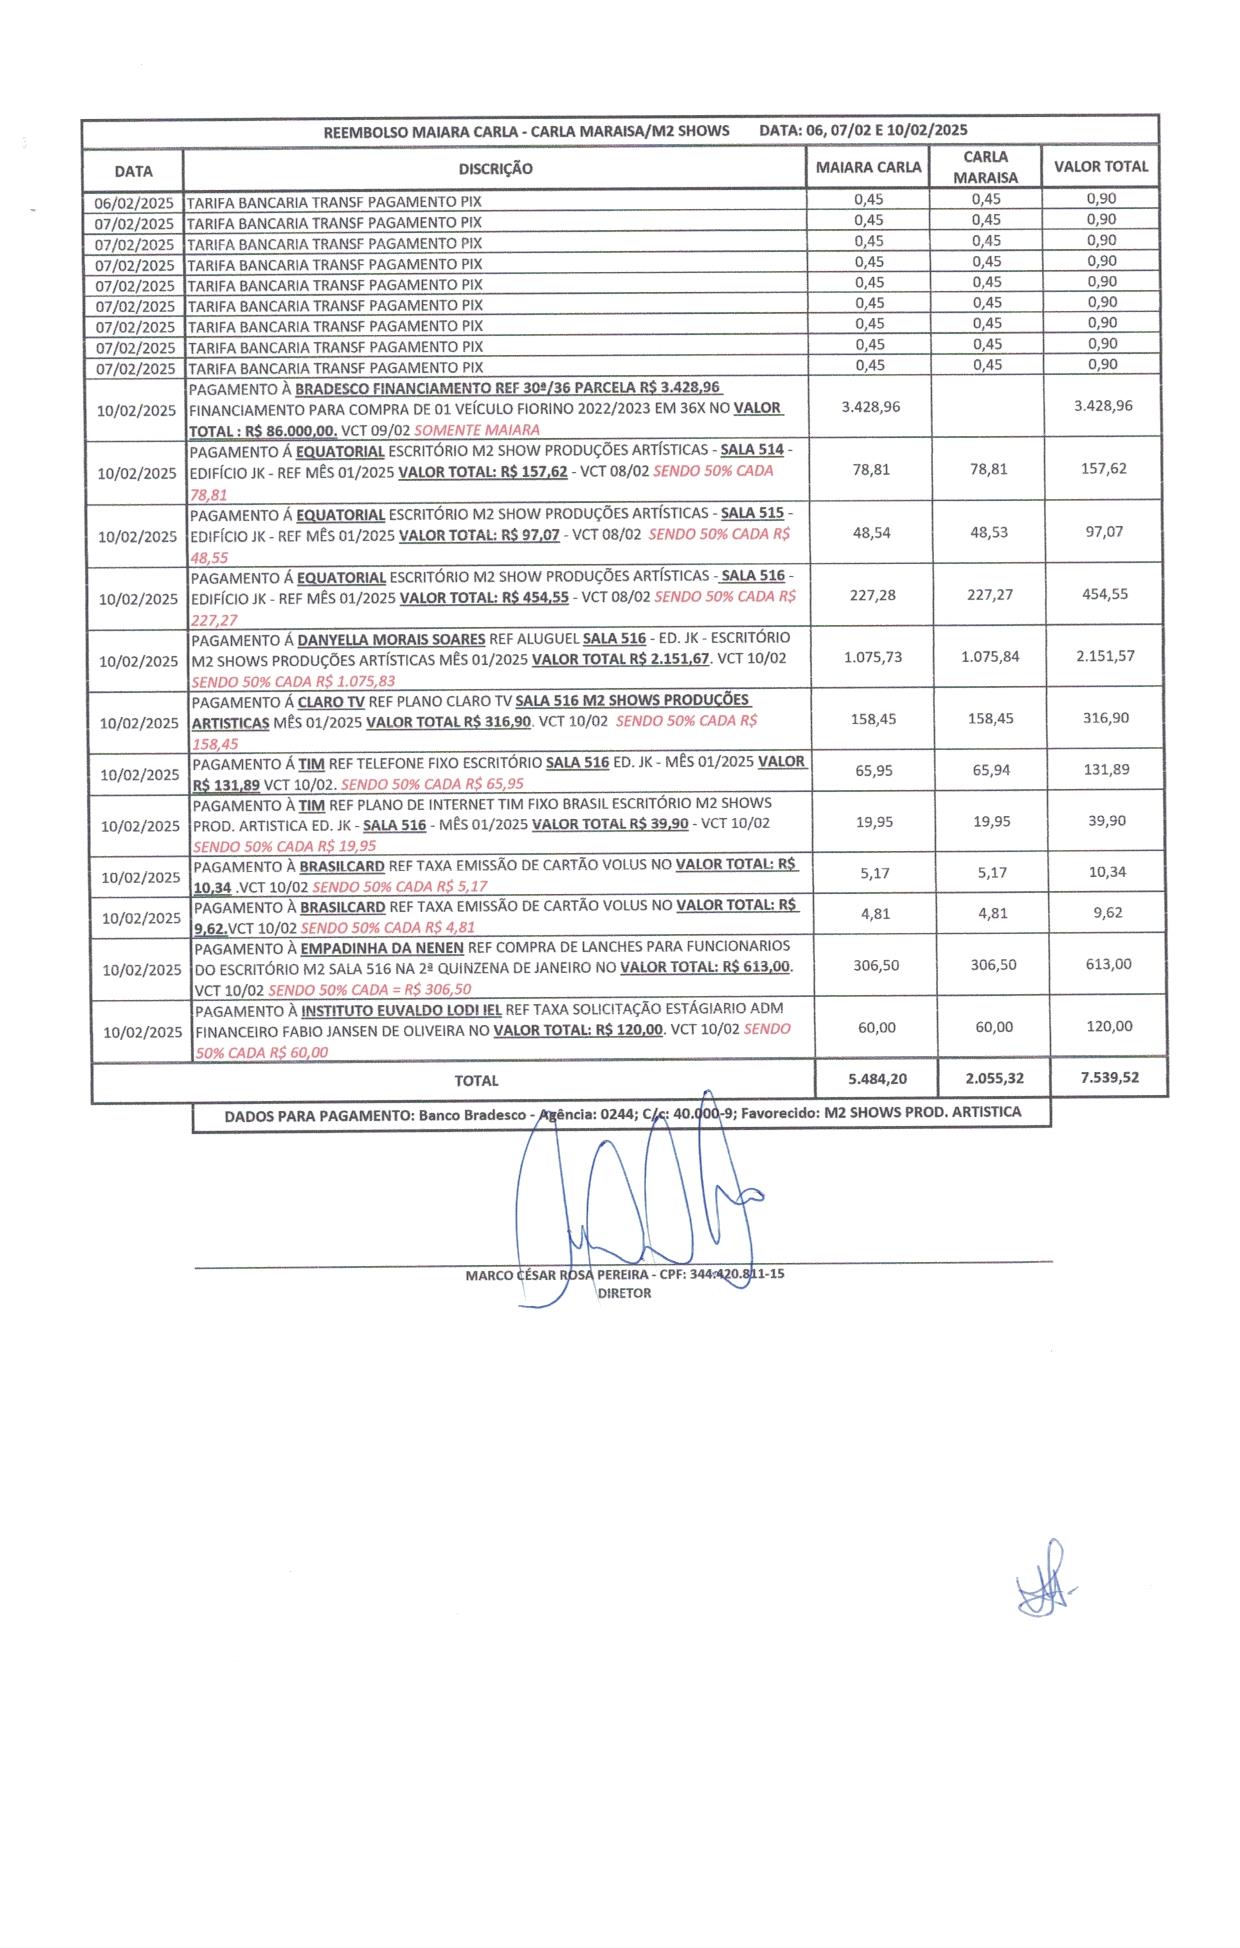 REEMBOLSO MAIARA CARLA - CARLA MARAISA/M2 SHOWS DATA: 06, 07/02 E 10/02/2025
DATA DISCRIÇÃO MAIARA CARLA CARLA MARAISA VALOR TOTAL
06/02/2025 TARIFA BANCARIA TRANSF PAGAMENTO PIX 0,45 0,45 0,90
07/02/2025 TARIFA BANCARIA TRANSF PAGAMENTO PIX 0,45 0,45 0,90
07/02/2025 TARIFA BANCARIA TRANSF PAGAMENTO PIX 0,45 0,45 0,90
07/02/2025 TARIFA BANCARIA TRANSF PAGAMENTO PIX 0,45 0,45 0,90
07/02/2025 TARIFA BANCARIA TRANSF PAGAMENTO PIX 0,45 0,45 0,90
07/02/2025 TARIFA BANCARIA TRANSF PAGAMENTO PIX 0,45 0,45 0,90
07/02/2025 TARIFA BANCARIA TRANSF PAGAMENTO PIX 0,45 0,45 0,90
07/02/2025 TARIFA BANCARIA TRANSF PAGAMENTO PIX 0,45 0,45 0,90
07/02/2025 TARIFA BANCARIA TRANSF PAGAMENTO PIX 0,45 0,45 0,90
PAGAMENTO À BRADESCO FINANCIAMENTO REF 30ª/36 PARCELA R$ 3.428,96
10/02/2025 FINANCIAMENTO PARA COMPRA DE 01 VEÍCULO FIORINO 2022/2023 EM 36X NO VALOR 3.428,96 3.428,96
TOTAL : R$ 86.000,00. VCT 09/02 SOMENTE MAIARA
PAGAMENTO Á EQUATORIAL ESCRITÓRIO M2 SHOW PRODUÇÕES ARTÍSTICAS - SALA 514 -
10/02/2025 EDIFÍCIO JK - REF MÊS 01/2025 VALOR TOTAL: R$ 157,62 - VCT 08/02 SENDO 50% CADA 78,81 78,81 157,62
78,81
PAGAMENTO Á EQUATORIAL ESCRITÓRIO M2 SHOW PRODUÇÕES ARTÍSTICAS - SALA 515 -
10/02/2025 EDIFÍCIO JK - REF MÊS 01/2025 VALOR TOTAL: R$ 97,07 - VCT 08/02 SENDO 50% CADA R$ 48,54 48,53 97,07
48,55
PAGAMENTO Á EQUATORIAL ESCRITÓRIO M2 SHOW PRODUÇÕES ARTÍSTICAS - SALA 516 -
10/02/2025 EDIFÍCIO JK - REF MÊS 01/2025 VALOR TOTAL: R$ 454,55 - VCT 08/02 SENDO 50% CADA R$ 227,28 227,27 454,55
227,27
PAGAMENTO Á DANYELLA MORAIS SOARES REF ALUGUEL SALA 516 - ED. JK - ESCRITÓRIO
10/02/2025 M2 SHOWS PRODUÇÕES ARTÍSTICAS MÊS 01/2025 VALOR TOTAL R$ 2.151,67. VCT 10/02 1.075,73 1.075,84 2.151,57
SENDO 50% CADA R$ 1.075,83
PAGAMENTO Á CLARO TV REF PLANO CLARO TV SALA 516 M2 SHOWS PRODUÇÕES
10/02/2025 ARTISTICAS MÊS 01/2025 VALOR TOTAL R$ 316,90. VCT 10/02 SENDO 50% CADA R$ 158,45 158,45 316,90
158,45
PAGAMENTO Á TIM REF TELEFONE FIXO ESCRITÓRIO SALA 516 ED. JK - MÊS 01/2025 VALOR
10/02/2025 R$ 131,89 VCT 10/02. SENDO 50% CADA R$ 65,95 65,95 65,94 131,89
PAGAMENTO À TIM REF PLANO DE INTERNET TIM FIXO BRASIL ESCRITÓRIO M2 SHOWS
10/02/2025 PROD. ARTISTICA ED. JK - SALA 516 - MÊS 01/2025 VALOR TOTAL R$ 39,90 - VCT 10/02 19,95 19,95 39,90
SENDO 50% CADA R$ 19,95
PAGAMENTO À BRASILCARD REF TAXA EMISSÃO DE CARTÃO VOLUS NO VALOR TOTAL: R$
10/02/2025 10,34 .VCT 10/02 SENDO 50% CADA R$ 5,17 5,17 5,17 10,34
PAGAMENTO À BRASILCARD REF TAXA EMISSÃO DE CARTÃO VOLUS NO VALOR TOTAL: R$
10/02/2025 9,62.VCT 10/02 SENDO 50% CADA R$ 4,81 4,81 4,81 9,62
PAGAMENTO À EMPADINHA DA NENEN REF COMPRA DE LANCHES PARA FUNCIONARIOS
10/02/2025 DO ESCRITÓRIO M2 SALA 516 NA 2ª QUINZENA DE JANEIRO NO VALOR TOTAL: R$ 613,00. 306,50 306,50 613,00
VCT 10/02 SENDO 50% CADA = R$ 306,50
PAGAMENTO À INSTITUTO EUVALDO LODI IEL REF TAXA SOLICITAÇÃO ESTÁGIARIO ADM
10/02/2025 FINANCEIRO FABIO JANSEN DE OLIVEIRA NO VALOR TOTAL: R$ 120,00. VCT 10/02 SENDO 60,00 60,00 120,00
50% CADA R$ 60,00
TOTAL 5.484,20 2.055,32 7.539,52
DADOS PARA PAGAMENTO: Banco Bradesco - Agência: 0244; C/c: 40.000-9; Favorecido: M2 SHOWS PROD. ARTISTICA
MARCO CÉSAR ROSA PEREIRA - CPF: 344.420.811-15
DIRETOR